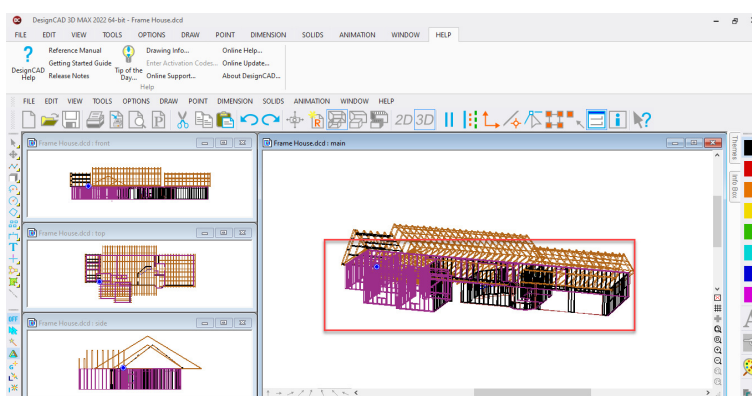 DesignCAD 3D MAX 2022 64-bit - Frame House.dcd
FILE EDIT VIEW TOOLS OPTIONS DRAW POINT DIMENSION SOLIDS ANIMATION WINDOW HELP
Reference Manual Drawing Info... Online Help...
Getting Started Guide Enter Activation Codes... Online Update...
DesignCAD Help Release Notes Tip of the Day... Online Support... About DesignCAD...
Help
FILE EDIT VIEW TOOLS OPTIONS DRAW POINT DIMENSION SOLIDS ANIMATION WINDOW HELP
2D 3D
Frame House.dcd : front
Frame House.dcd : main
Themes
Info Box
Frame House.dcd : top
OFF
Frame House.dcd : side